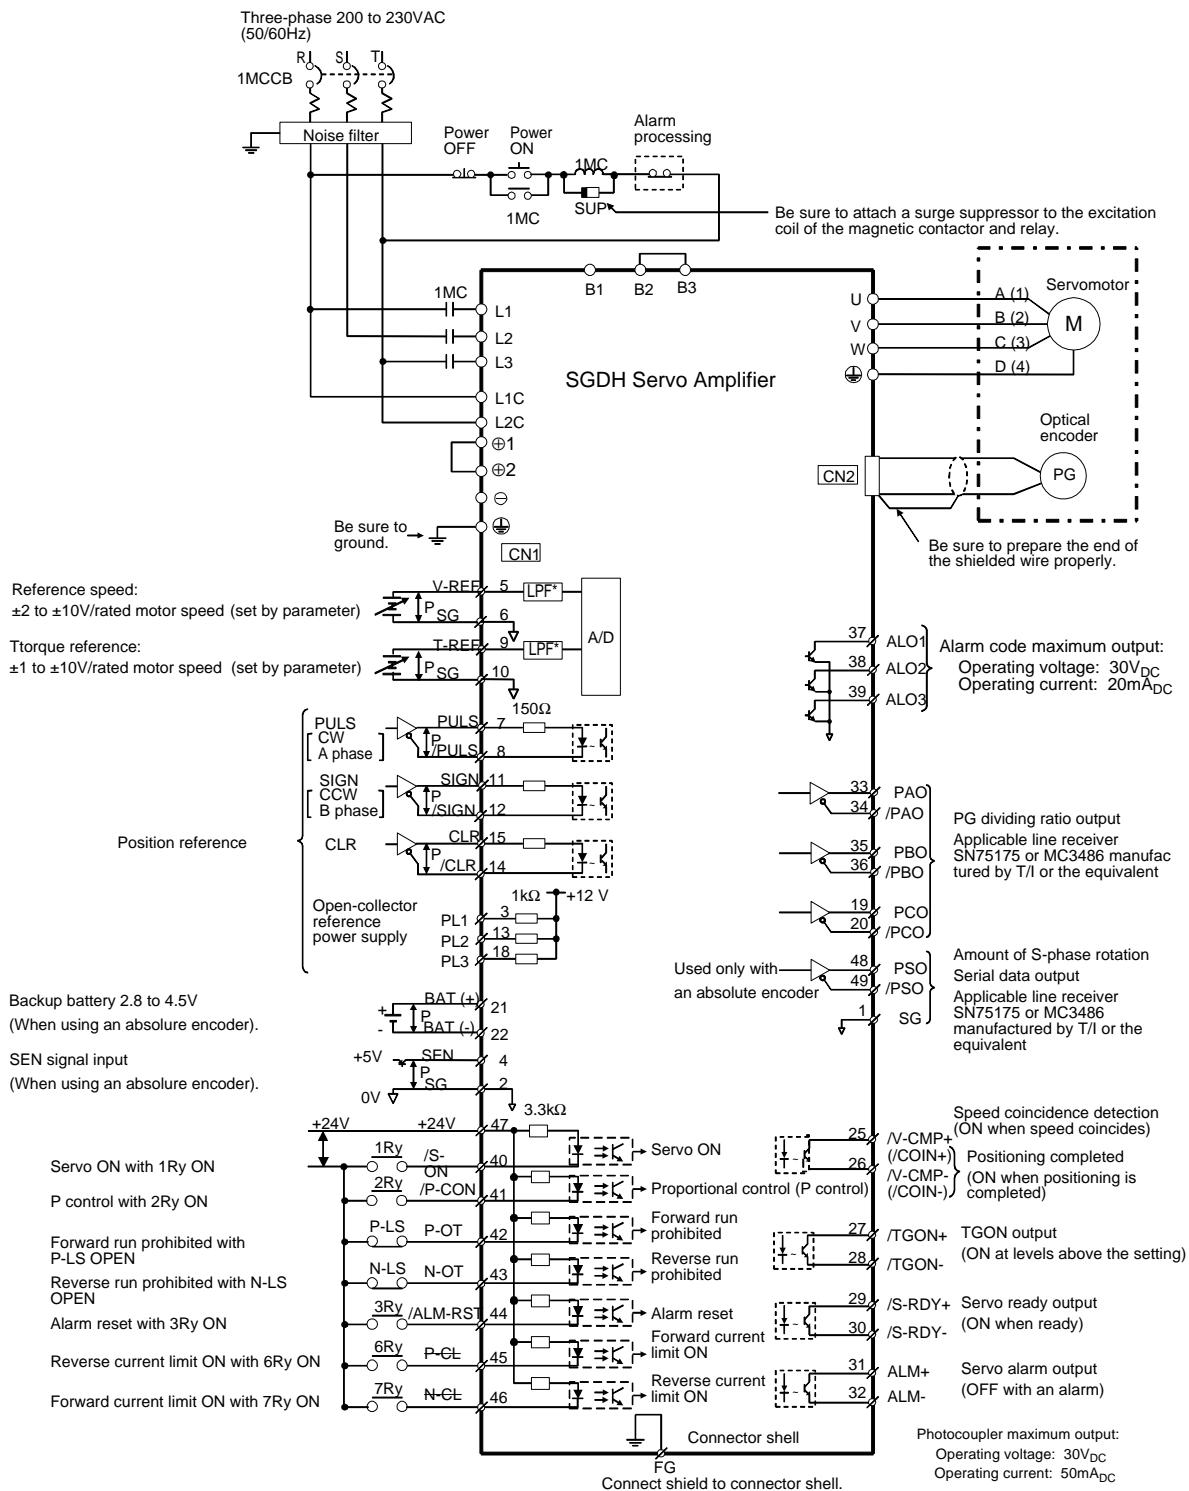 Three-phase 200 to 230VAC
(50/60Hz)
R S T
1MCCB
Noise filter
Power
OFF
Power
ON
1MC
Alarm
processing
1MC
SUP
Be sure to attach a surge suppressor to the excitation
coil of the magnetic contactor and relay.
B1 B2 B3
1MC
L1
L2
L3
L1C
L2C
⊕1
⊕2
⊖
SGDH Servo Amplifier
U
V
W
A (1)
B (2)
C (3)
D (4)
Servomotor
M
Optical
encoder
PG
CN2
Be sure to prepare the end of
the shielded wire properly.
Be sure to
ground.
CN1
Reference speed:
±2 to ±10V/rated motor speed (set by parameter)
V-REF 5 LPF*
P
SG 6
Ttorque reference:
±1 to ±10V/rated motor speed (set by parameter)
T-REF 9 LPF*
P
SG 10
A/D
150Ω
Position reference
PULS
CW
A phase
PULS 7
P
/PULS 8
SIGN
CCW
B phase
SIGN 11
P
/SIGN 12
CLR
CLR 15
P
/CLR 14
Open-collector
reference
power supply
1kΩ +12 V
PL1 3
PL2 13
PL3 18
Backup battery 2.8 to 4.5V
(When using an absolure encoder).
+
-
BAT (+) 21
P
BAT (-) 22
SEN signal input
(When using an absolure encoder).
+5V SEN 4
P
0V SG 2
3.3kΩ
+24V +24V 47
Servo ON with 1Ry ON
1Ry /S-
ON 40
Servo ON
P control with 2Ry ON
2Ry /P-CON 41
Proportional control (P control)
Forward run prohibited with
P-LS OPEN
P-LS P-OT 42
Forward run
prohibited
Reverse run prohibited with N-LS
OPEN
N-LS N-OT 43
Reverse run
prohibited
Alarm reset with 3Ry ON
3Ry /ALM-RST 44
Alarm reset
Reverse current limit ON with 6Ry ON
6Ry P-CL 45
Forward current
limit ON
Forward current limit ON with 7Ry ON
7Ry N-CL 46
Reverse current
limit ON
Connector shell
FG
Connect shield to connector shell.
37 ALO1
38 ALO2
39 ALO3
Alarm code maximum output:
Operating voltage: 30VDC
Operating current: 20mADC
33 PAO
34 /PAO
35 PBO
36 /PBO
19 PCO
20 /PCO
PG dividing ratio output
Applicable line receiver
SN75175 or MC3486 manufac
tured by T/I or the equivalent
Used only with
an absolute encoder
48 PSO
49 /PSO
1 SG
Amount of S-phase rotation
Serial data output
Applicable line receiver
SN75175 or MC3486
manufactured by T/I or the
equivalent
Speed coincidence detection
(ON when speed coincides)
25 /V-CMP+
(/COIN+)
26 /V-CMP-
(/COIN-)
Positioning completed
(ON when positioning is
completed)
27 /TGON+
28 /TGON-
TGON output
(ON at levels above the setting)
29 /S-RDY+
30 /S-RDY-
Servo ready output
(ON when ready)
31 ALM+
32 ALM-
Servo alarm output
(OFF with an alarm)
Photocoupler maximum output:
Operating voltage: 30VDC
Operating current: 50mADC